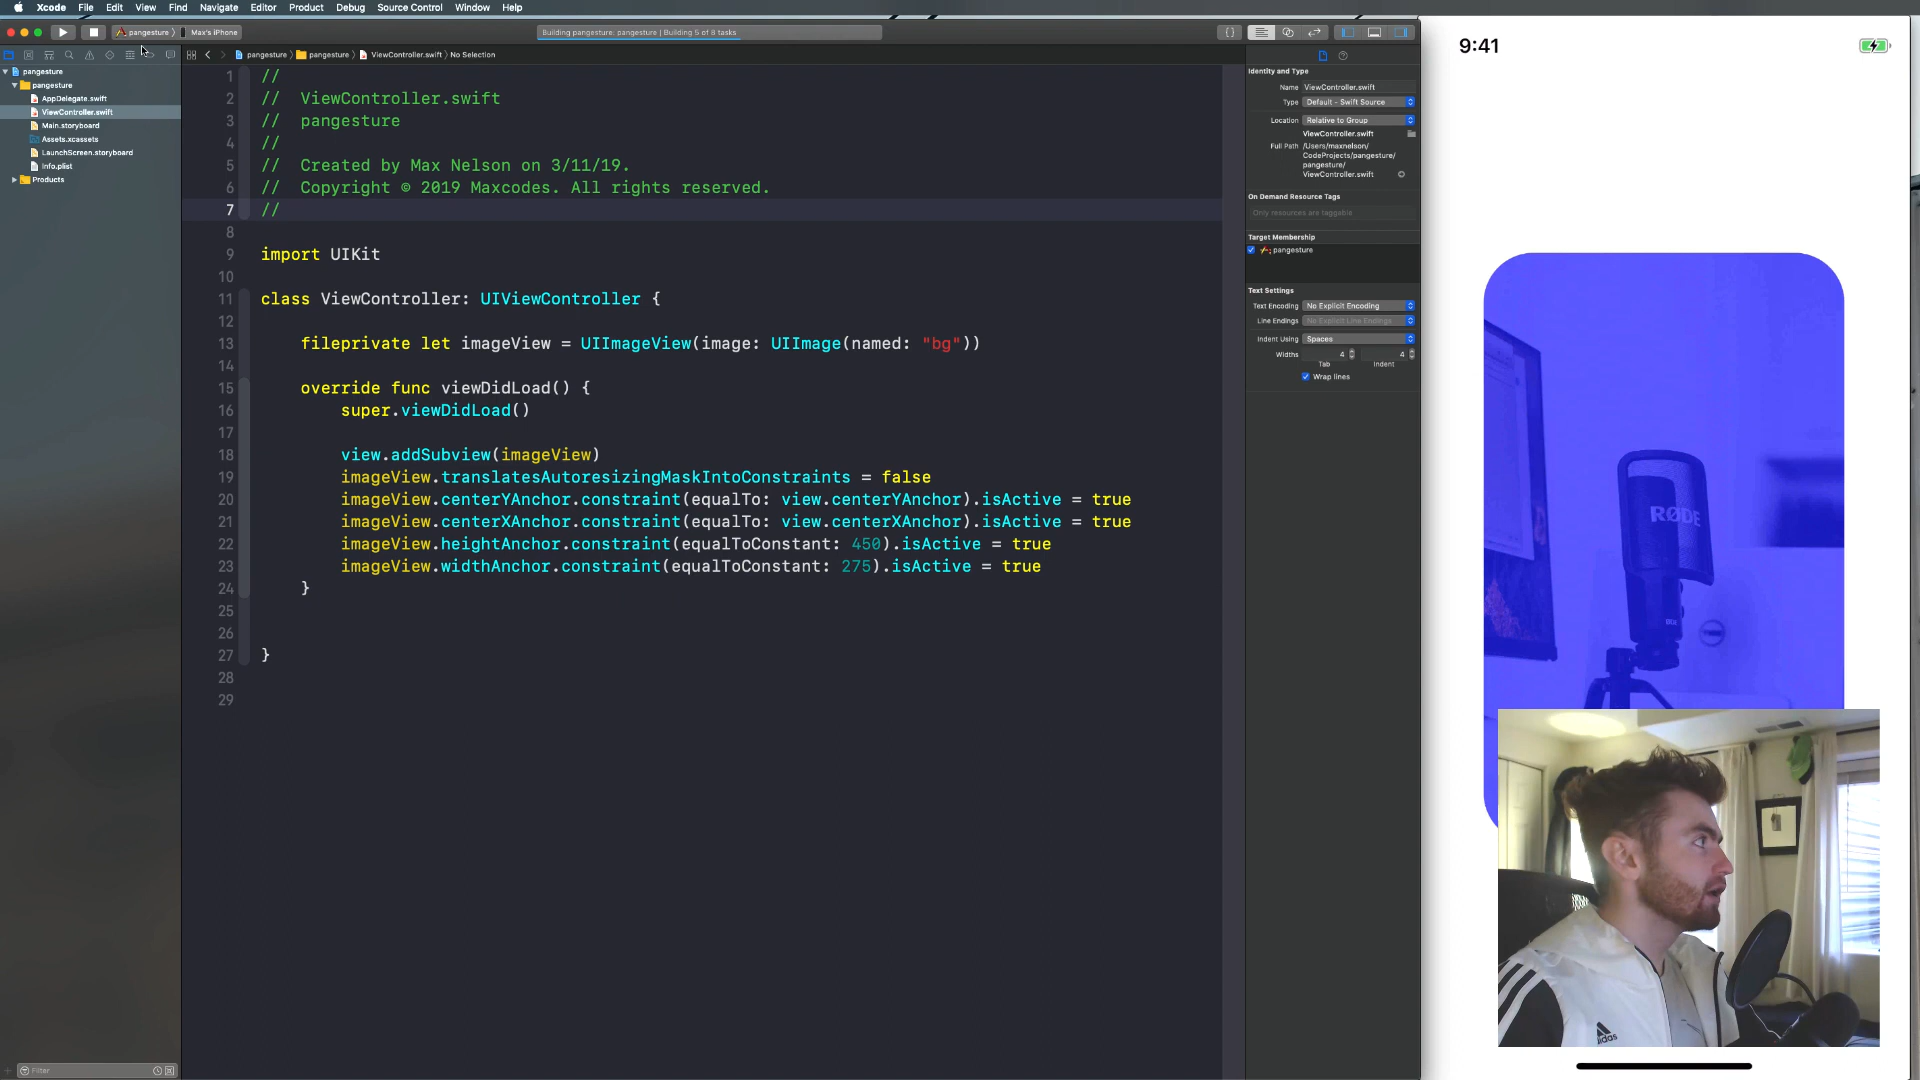 Xcode File Edit View Find Navigate Editor Product Debug Source Control Window Help
pangesture Max's iPhone
Building pangesture: pangesture | Building 5 of 8 tasks
pangesture
pangesture
AppDelegate.swift
ViewController.swift
Main.storyboard
Assets.xcassets
LaunchScreen.storyboard
Info.plist
Products
Filter
pangesture pangesture ViewController.swift No Selection
1 //
2 //  ViewController.swift
3 //  pangesture
4 //
5 //  Created by Max Nelson on 3/11/19.
6 //  Copyright © 2019 Maxcodes. All rights reserved.
7 //
8
9 import UIKit
10
11 class ViewController: UIViewController {
12
13     fileprivate let imageView = UIImageView(image: UIImage(named: "bg"))
14
15     override func viewDidLoad() {
16         super.viewDidLoad()
17
18         view.addSubview(imageView)
19         imageView.translatesAutoresizingMaskIntoConstraints = false
20         imageView.centerYAnchor.constraint(equalTo: view.centerYAnchor).isActive = true
21         imageView.centerXAnchor.constraint(equalTo: view.centerXAnchor).isActive = true
22         imageView.heightAnchor.constraint(equalToConstant: 450).isActive = true
23         imageView.widthAnchor.constraint(equalToConstant: 275).isActive = true
24     }
25
26
27 }
28
29
Identity and Type
Name ViewController.swift
Type Default - Swift Source
Location Relative to Group
ViewController.swift
Full Path /Users/maxnelson/
CodeProjects/pangesture/
pangesture/
ViewController.swift
On Demand Resource Tags
Only resources are taggable
Target Membership
pangesture
Text Settings
Text Encoding No Explicit Encoding
Line Endings No Explicit Line Endings
Indent Using Spaces
Widths 4 4
Tab Indent
Wrap lines
9:41
RØDE
adidas